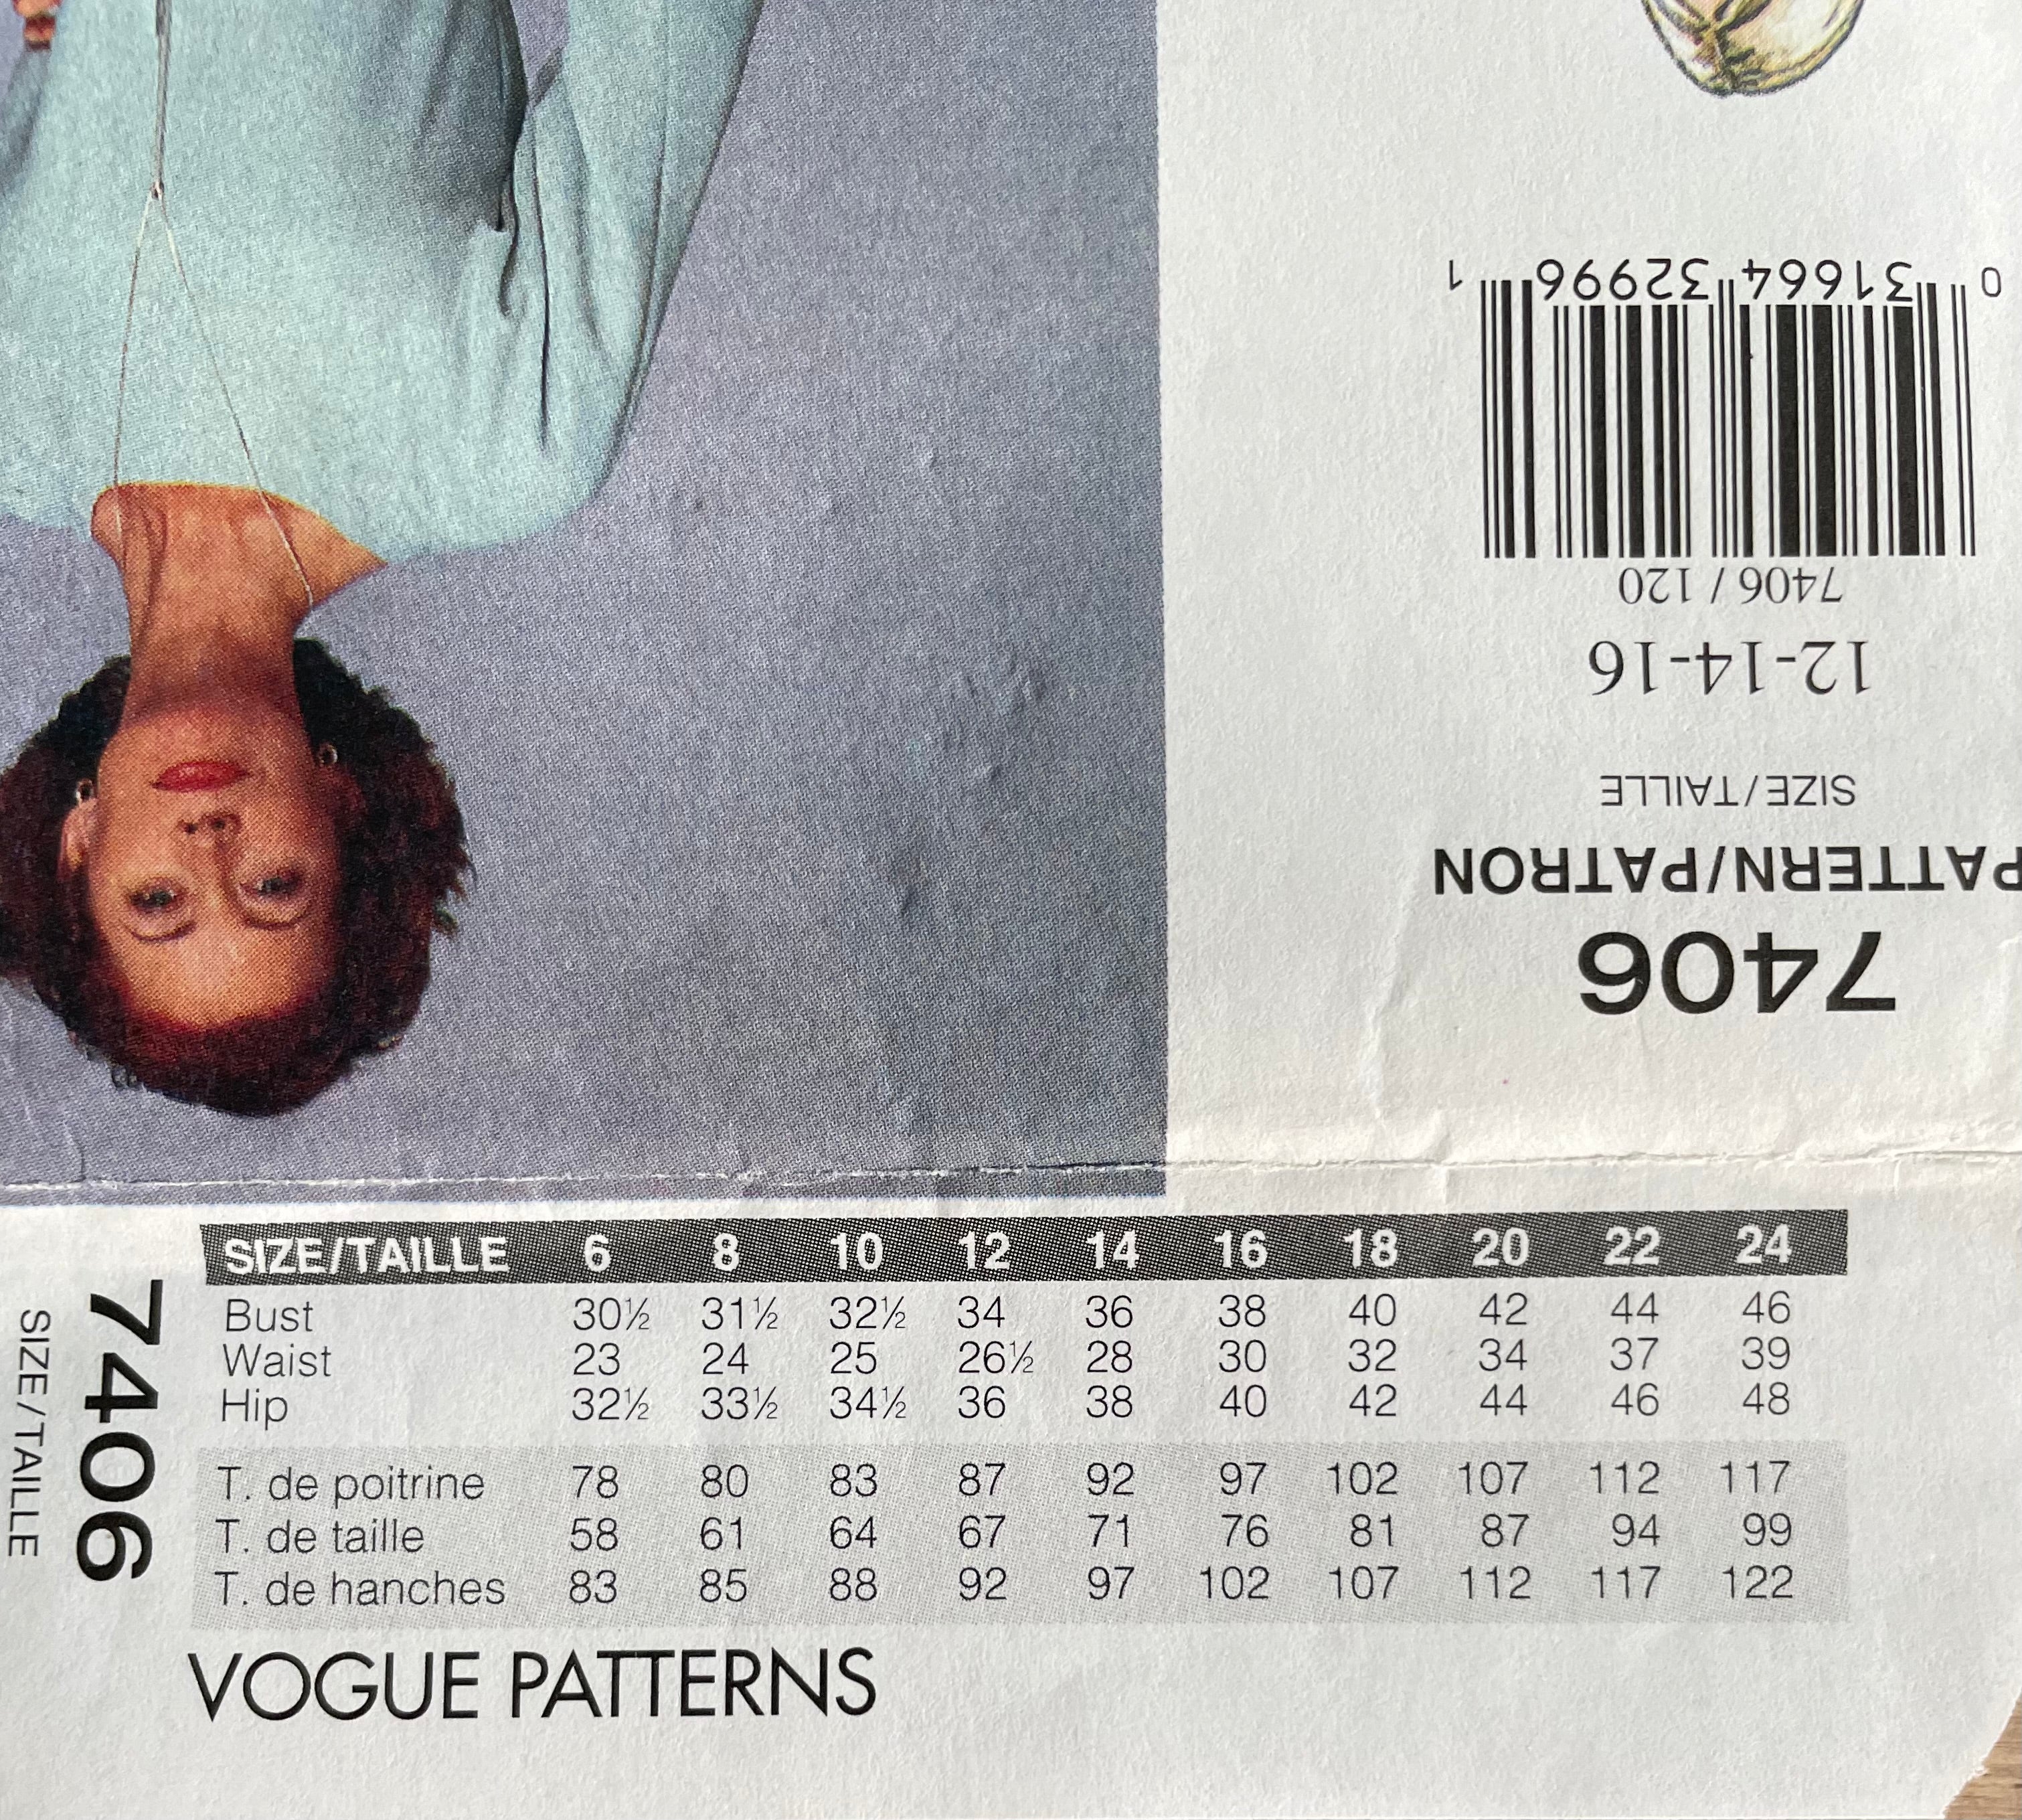 7406
PATTERN/PATRON
SIZE/TAILLE
12-14-16
7406 / 120
0 31664 32996 1
SIZE/TAILLE 6 8 10 12 14 16 18 20 22 24
Bust 30½ 31½ 32½ 34 36 38 40 42 44 46
Waist 23 24 25 26½ 28 30 32 34 37 39
Hip 32½ 33½ 34½ 36 38 40 42 44 46 48
T. de poitrine 78 80 83 87 92 97 102 107 112 117
T. de taille 58 61 64 67 71 76 81 87 94 99
T. de hanches 83 85 88 92 97 102 107 112 117 122
7406
SIZE/TAILLE
VOGUE PATTERNS